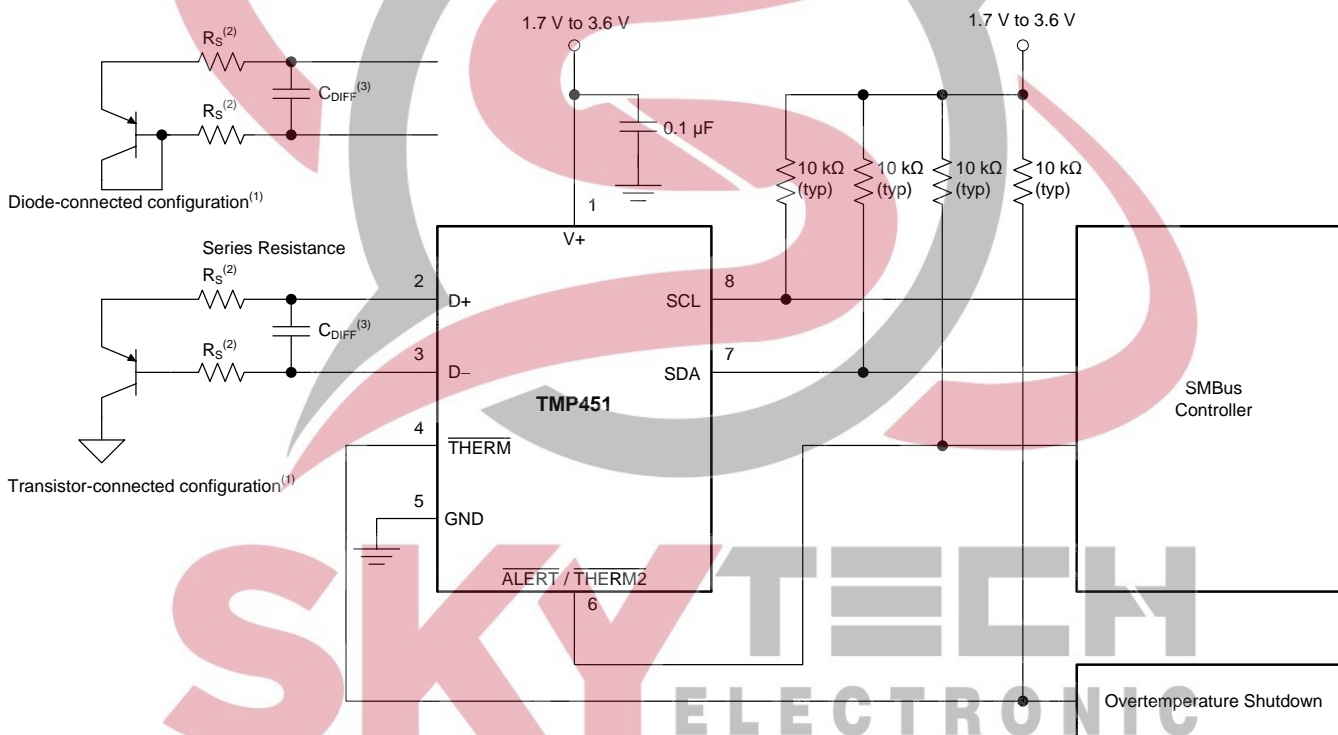 1.7 V to 3.6 V
1.7 V to 3.6 V
RS(2)
CDIFF(3)
RS(2)
0.1 µF
10 kΩ
(typ)
10 kΩ
(typ)
10 kΩ
(typ)
10 kΩ
(typ)
Diode-connected configuration(1)
1
V+
Series Resistance
RS(2)
2
D+
8
SCL
CDIFF(3)
RS(2)
3
D−
7
SDA
TMP451
SMBus
Controller
4
THERM
Transistor-connected configuration(1)
5
GND
ALERT / THERM2
6
Overtemperature Shutdown
SKYTECH
ELECTRONIC